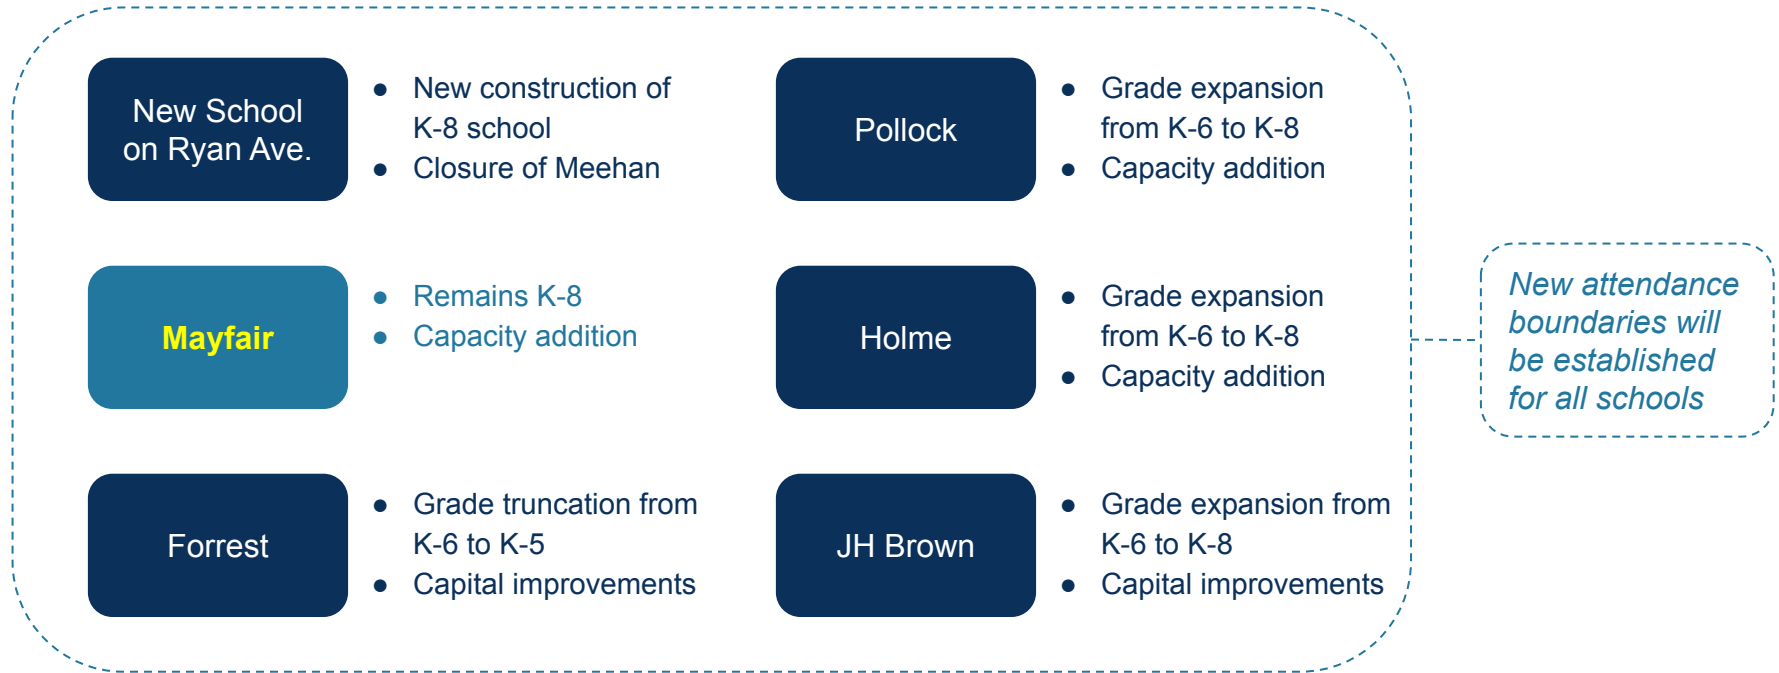 New School
on Ryan Ave.
● New construction of
K-8 school
● Closure of Meehan
Pollock
● Grade expansion
from K-6 to K-8
● Capacity addition
Mayfair
● Remains K-8
● Capacity addition
Holme
● Grade expansion
from K-6 to K-8
● Capacity addition
Forrest
● Grade truncation from
K-6 to K-5
● Capital improvements
JH Brown
● Grade expansion from
K-6 to K-8
● Capital improvements
New attendance
boundaries will
be established
for all schools